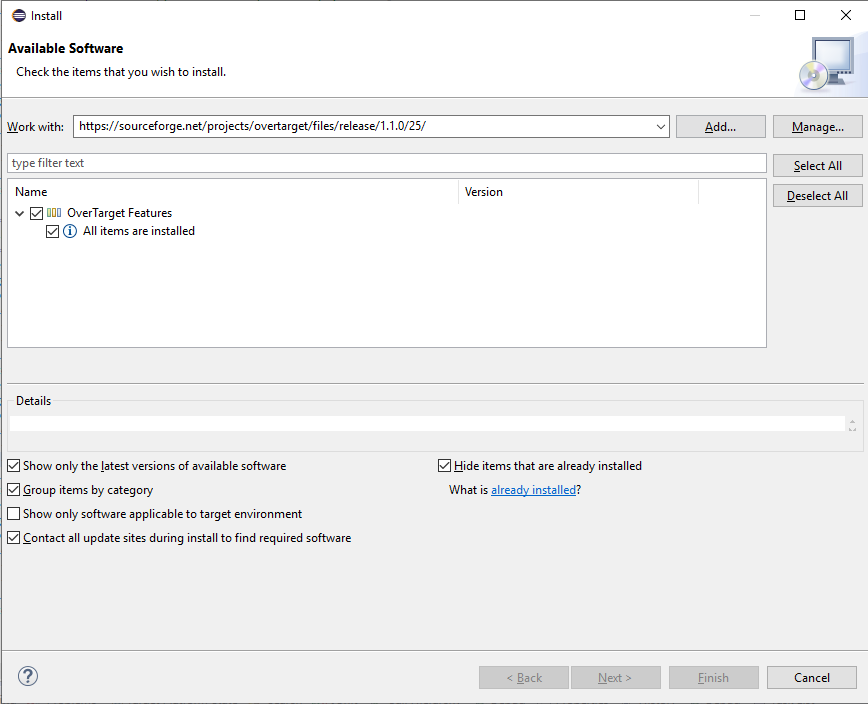 Install
Available Software
Check the items that you wish to install.
Work with: https://sourceforge.net/projects/overtarget/files/release/1.1.0/25/ Add... Manage...
type filter text Select All
Name Version Deselect All
OverTarget Features
All items are installed
Details
Show only the latest versions of available software Hide items that are already installed
Group items by category What is already installed?
Show only software applicable to target environment
Contact all update sites during install to find required software
? < Back Next > Finish Cancel